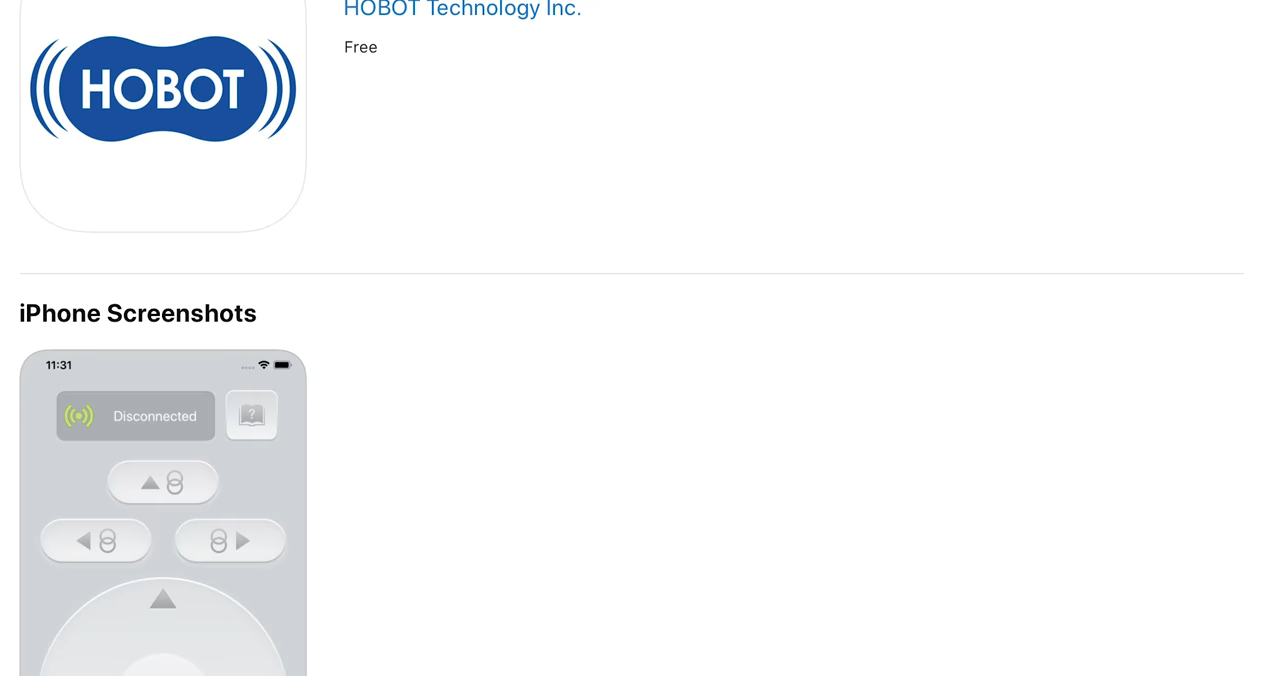 HOBOT Technology Inc.
HOBOT
Free
iPhone Screenshots
11:31
Disconnected
?